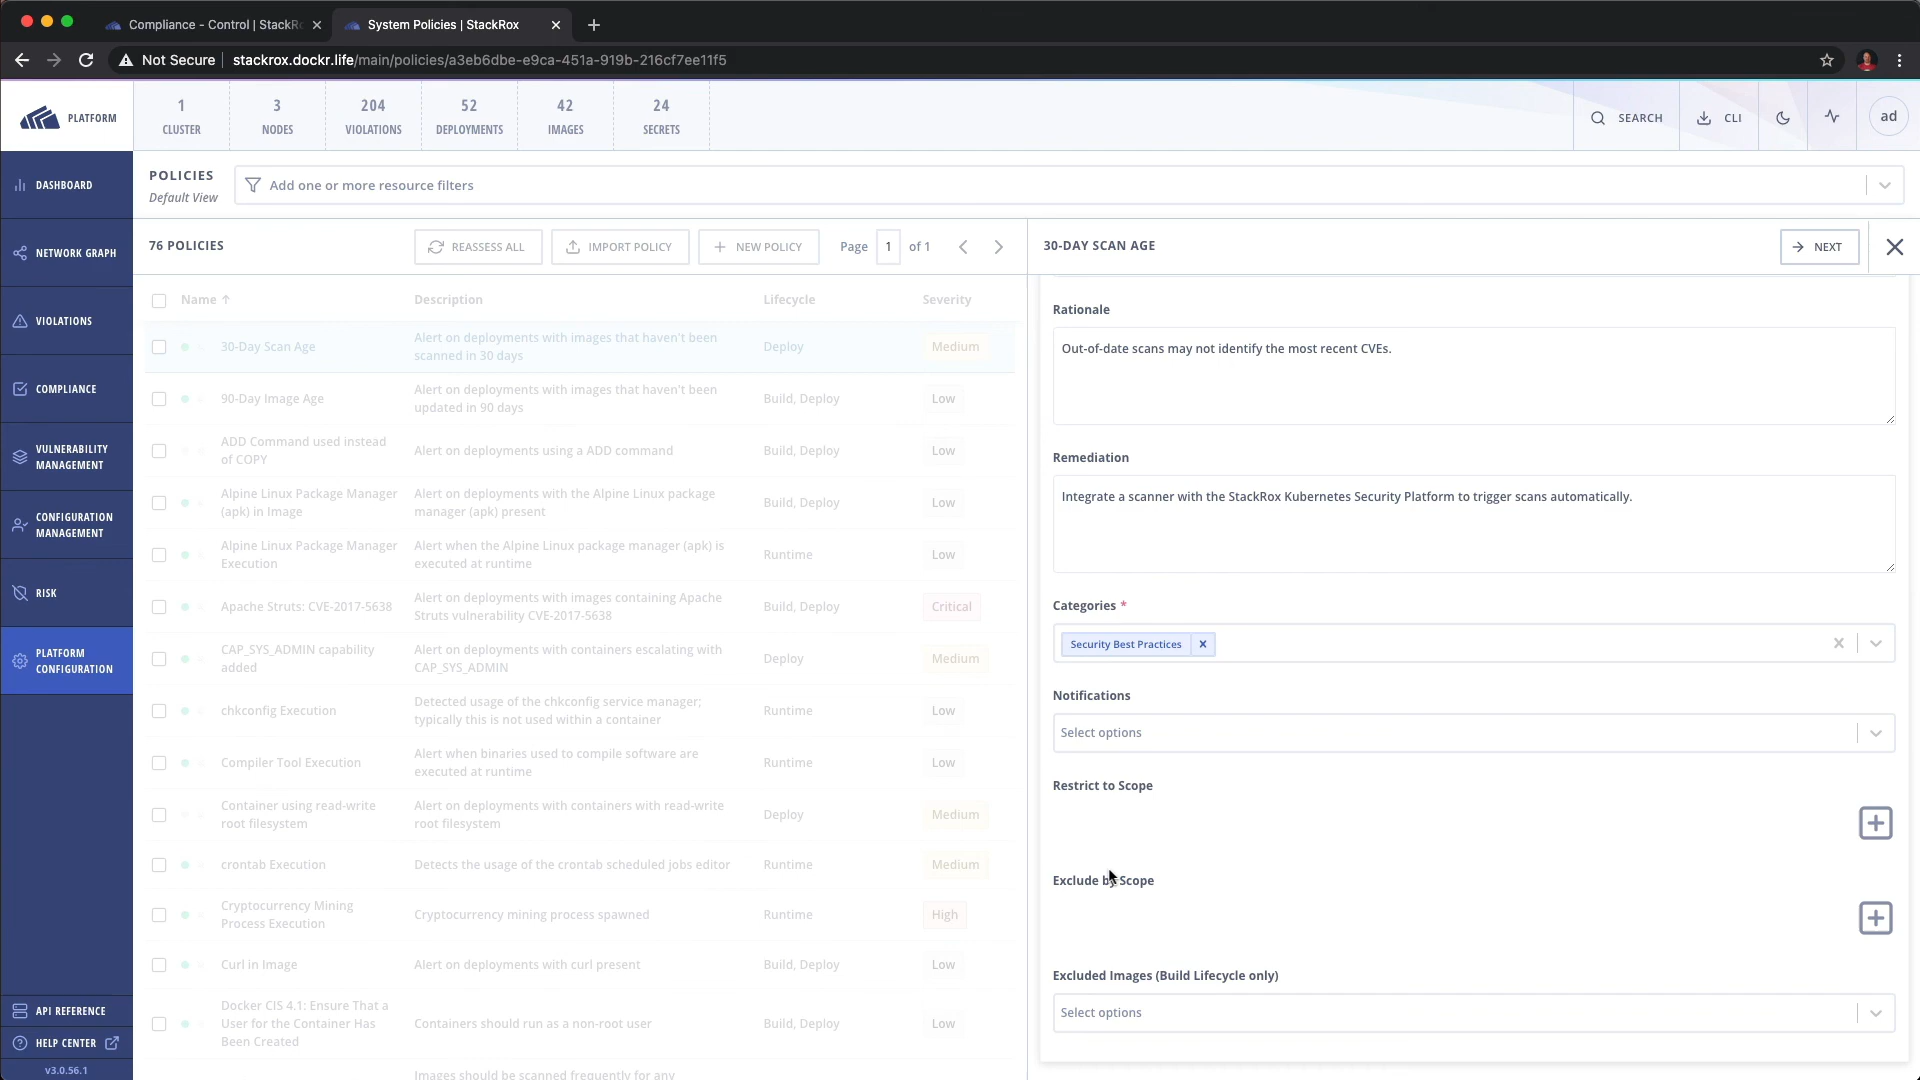 Compliance - Control | StackRo
System Policies | StackRox
Not Secure
stackrox.dockr.life/main/policies/a3eb6dbe-e9ca-451a-919b-216cf7ee11f5
PLATFORM
1
CLUSTER
3
NODES
204
VIOLATIONS
52
DEPLOYMENTS
42
IMAGES
24
SECRETS
SEARCH
CLI
ad
DASHBOARD
NETWORK GRAPH
VIOLATIONS
COMPLIANCE
VULNERABILITY
MANAGEMENT
CONFIGURATION
MANAGEMENT
RISK
PLATFORM
CONFIGURATION
API REFERENCE
HELP CENTER
v3.0.56.1
POLICIES
Default View
Add one or more resource filters
76 POLICIES
REASSESS ALL
IMPORT POLICY
NEW POLICY
Page 1 of 1
Name
Description
Lifecycle
Severity
30-Day Scan Age
Alert on deployments with images that haven't been
scanned in 30 days
Deploy
Medium
90-Day Image Age
Alert on deployments with images that haven't been
updated in 90 days
Build, Deploy
Low
ADD Command used instead
of COPY
Alert on deployments using a ADD command
Build, Deploy
Low
Alpine Linux Package Manager
(apk) in Image
Alert on deployments with the Alpine Linux package
manager (apk) present
Build, Deploy
Low
Alpine Linux Package Manager
Execution
Alert when the Alpine Linux package manager (apk) is
executed at runtime
Runtime
Low
Apache Struts: CVE-2017-5638
Alert on deployments with images containing Apache
Struts vulnerability CVE-2017-5638
Build, Deploy
Critical
CAP_SYS_ADMIN capability
added
Alert on deployments with containers escalating with
CAP_SYS_ADMIN
Deploy
Medium
chkconfig Execution
Detected usage of the chkconfig service manager;
typically this is not used within a container
Runtime
Low
Compiler Tool Execution
Alert when binaries used to compile software are
executed at runtime
Runtime
Low
Container using read-write
root filesystem
Alert on deployments with containers with read-write
root filesystem
Deploy
Medium
crontab Execution
Detects the usage of the crontab scheduled jobs editor
Runtime
Medium
Cryptocurrency Mining
Process Execution
Cryptocurrency mining process spawned
Runtime
High
Curl in Image
Alert on deployments with curl present
Build, Deploy
Low
Docker CIS 4.1: Ensure That a
User for the Container Has
Been Created
Containers should run as a non-root user
Build, Deploy
Low
Images should be scanned frequently for any
30-DAY SCAN AGE
NEXT
Rationale
Out-of-date scans may not identify the most recent CVEs.
Remediation
Integrate a scanner with the StackRox Kubernetes Security Platform to trigger scans automatically.
Categories *
Security Best Practices
Notifications
Select options
Restrict to Scope
Exclude by Scope
Excluded Images (Build Lifecycle only)
Select options